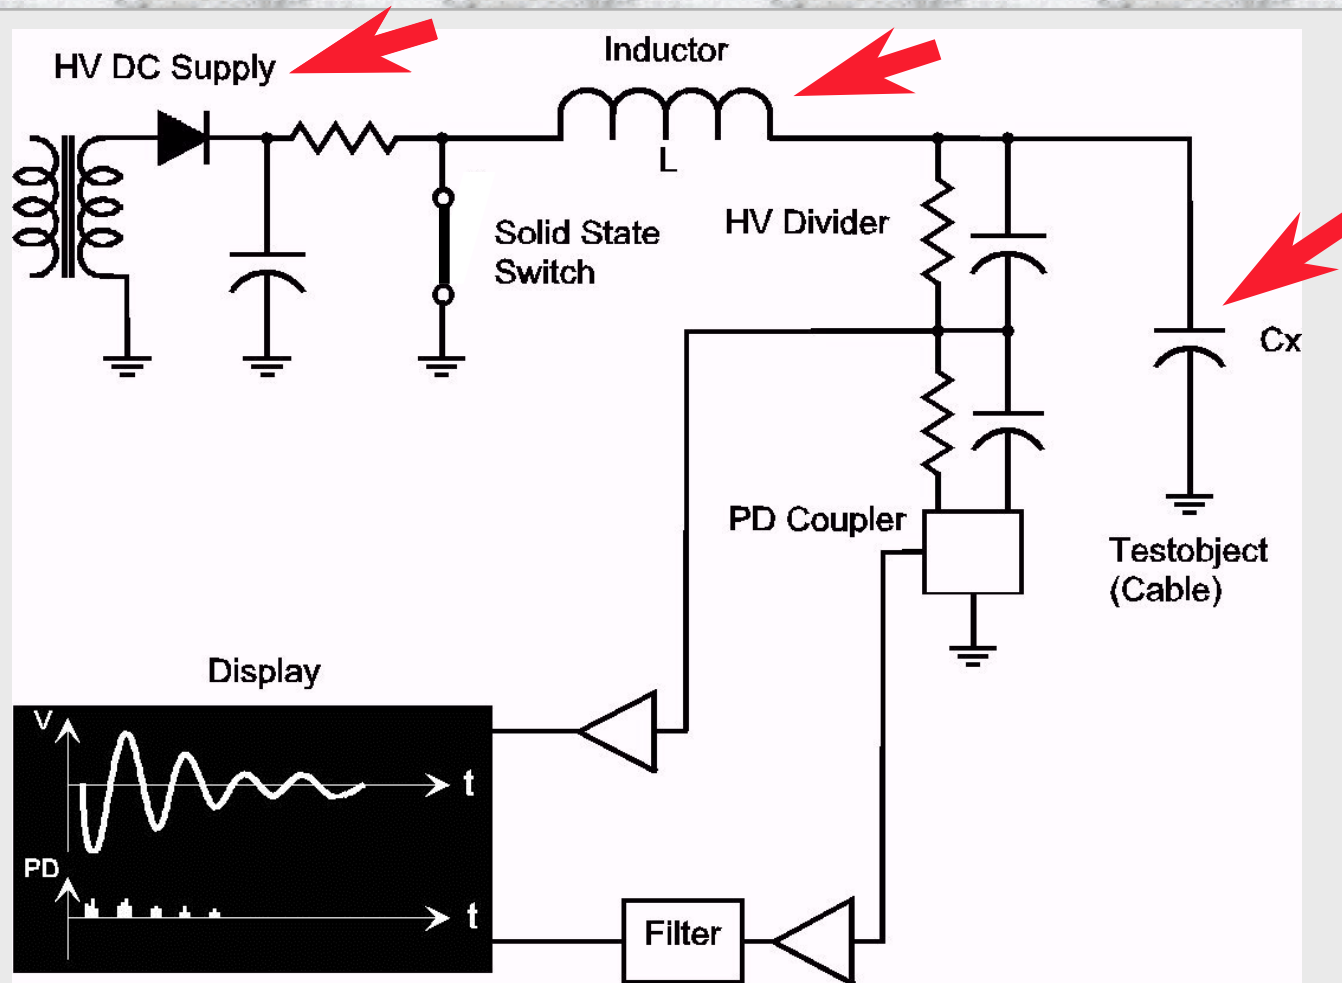 HV DC Supply
Inductor
L
Solid State
Switch
HV Divider
Cx
PD Coupler
Testobject
(Cable)
Display
V
t
PD
t
Filter